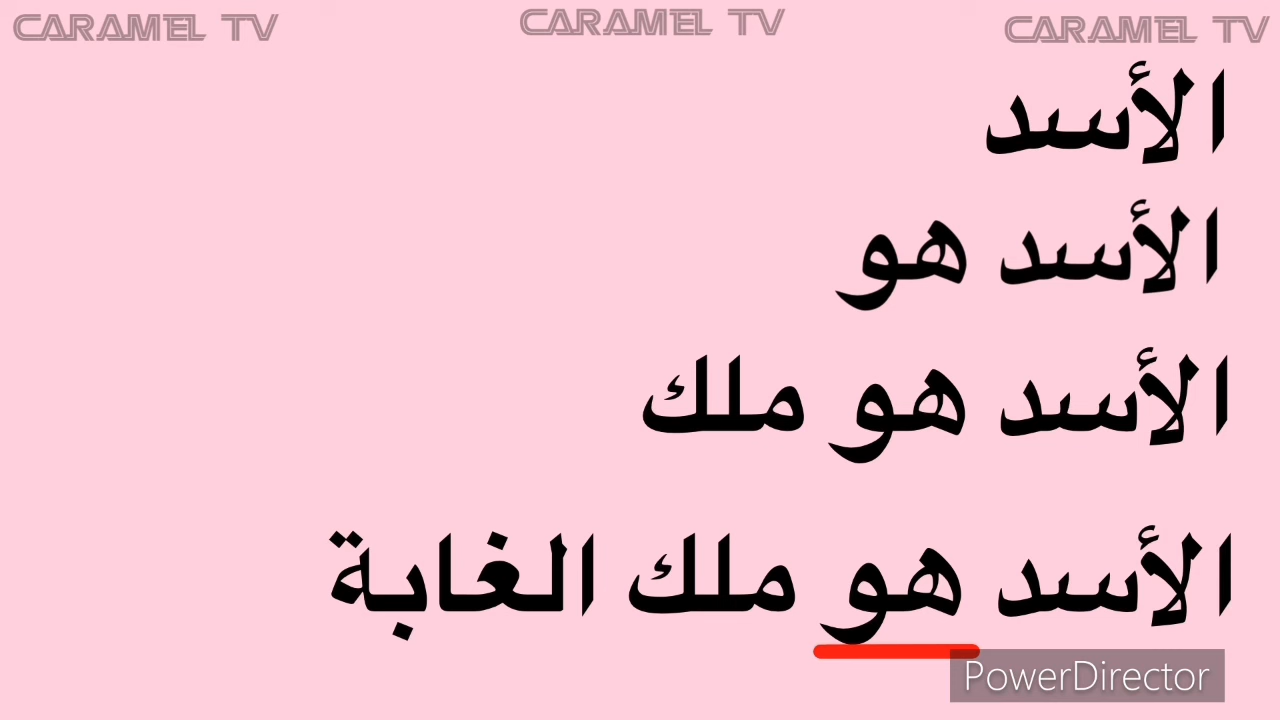 CARAMEL TV CARAMEL TV CARAMEL TV
الأسد
الأسد هو
الأسد هو ملك
الأسد هو ملك الغابة
PowerDirector